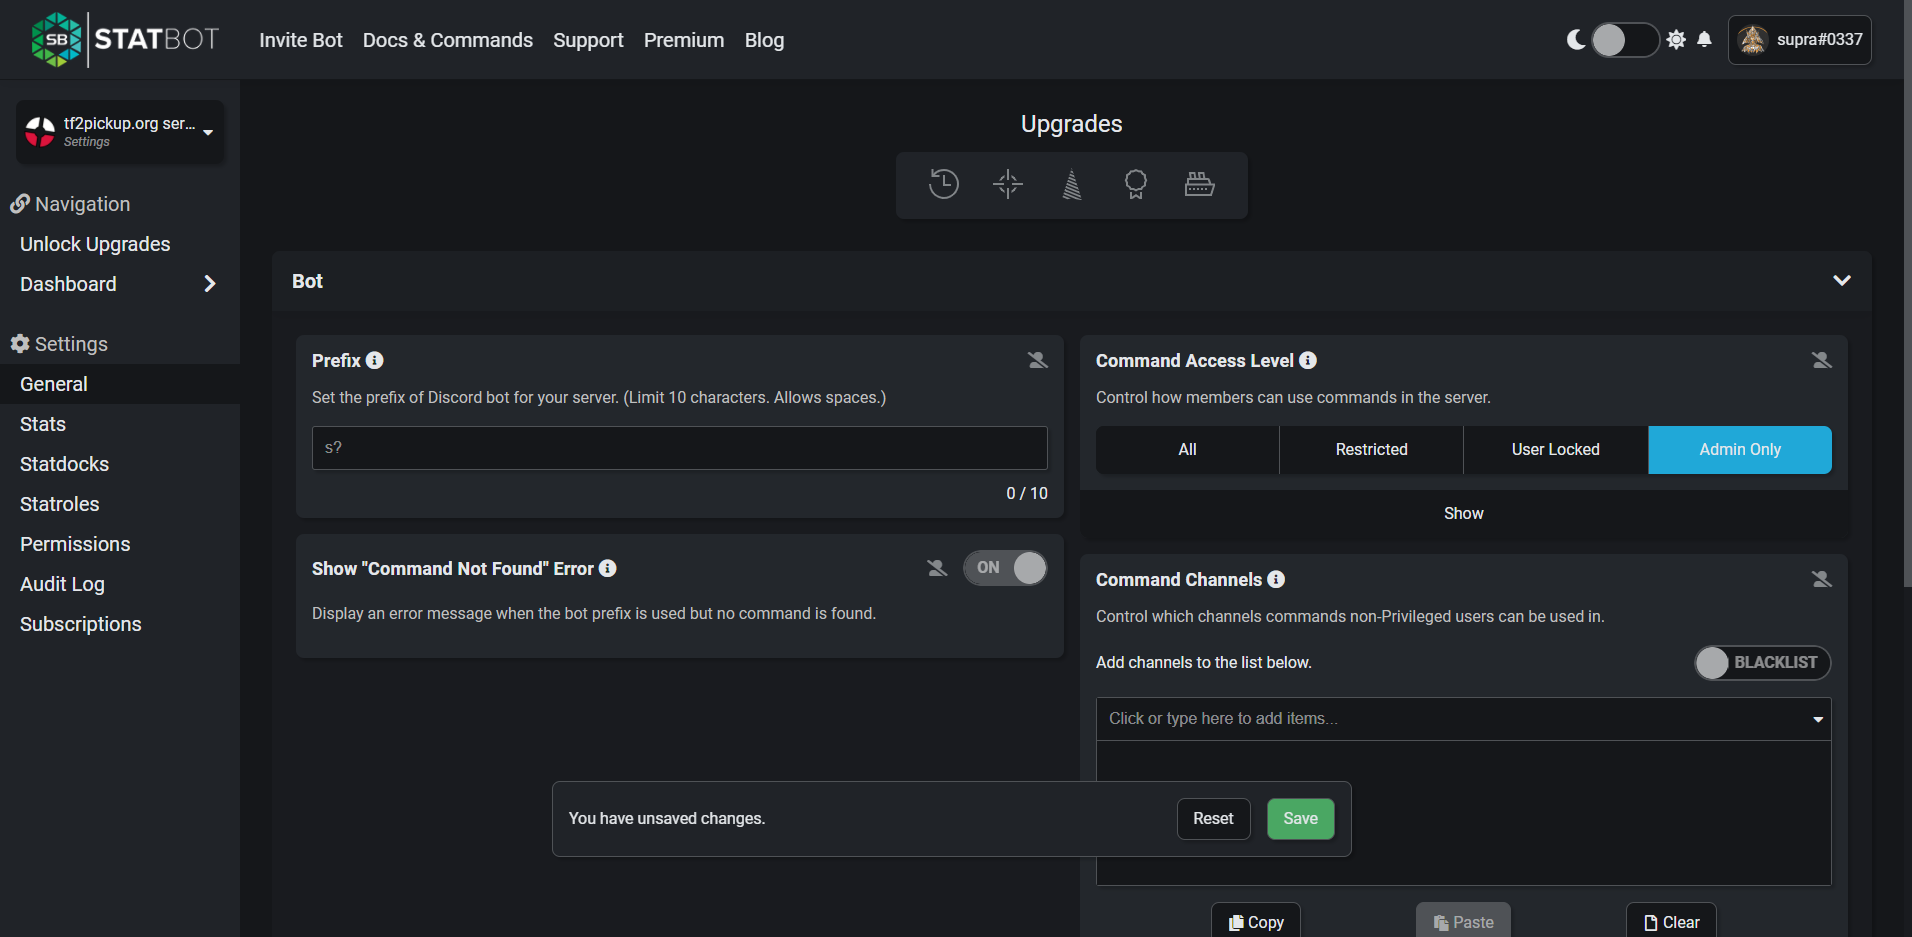 SB STATBOT
Invite Bot
Docs & Commands
Support
Premium
Blog
supra#0337
tf2pickup.org ser...
Settings
Navigation
Unlock Upgrades
Dashboard
Settings
General
Stats
Statdocks
Statroles
Permissions
Audit Log
Subscriptions
Upgrades
Bot
Prefix
Set the prefix of Discord bot for your server. (Limit 10 characters. Allows spaces.)
s?
0 / 10
Show "Command Not Found" Error
ON
Display an error message when the bot prefix is used but no command is found.
Command Access Level
Control how members can use commands in the server.
All
Restricted
User Locked
Admin Only
Show
Command Channels
Control which channels commands non-Privileged users can be used in.
Add channels to the list below.
BLACKLIST
Click or type here to add items...
You have unsaved changes.
Reset
Save
Copy
Paste
Clear